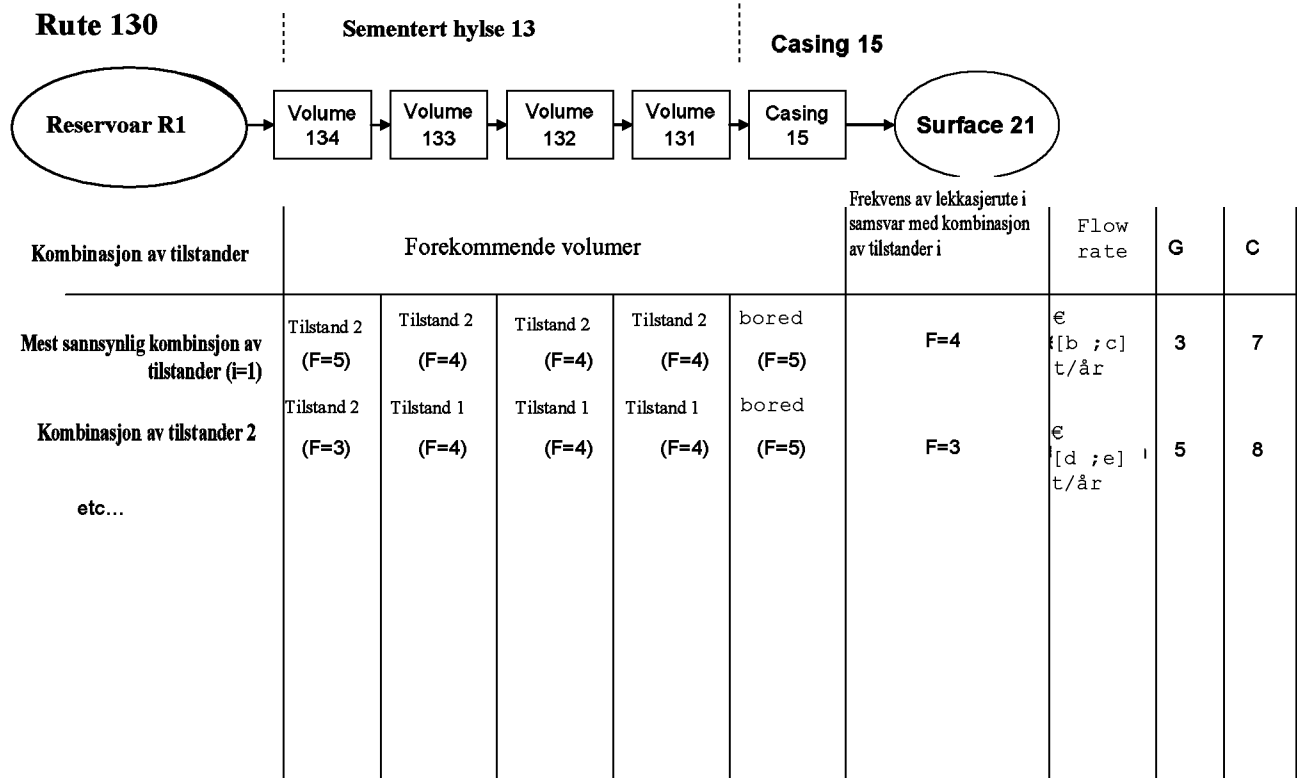 Rute 130
Sementert hylse 13
Casing 15
Reservoar R1
Volume
134
Volume
133
Volume
132
Volume
131
Casing
15
Surface 21
Kombinasjon av tilstander
Forekommende volumer
Frekvens av lekkasjerute i
samsvar med kombinasjon
av tilstander i
Flow
rate
G
C
Mest sannsynlig kombinsjon av
tilstander (i=1)
Tilstand 2
(F=5)
Tilstand 2
(F=4)
Tilstand 2
(F=4)
Tilstand 2
(F=4)
bored
(F=5)
F=4
€
[b ;c]
t/år
3
7
Kombinasjon av tilstander 2
Tilstand 2
(F=3)
Tilstand 1
(F=4)
Tilstand 1
(F=4)
Tilstand 1
(F=4)
bored
(F=5)
F=3
€
[d ;e]
t/år
5
8
etc...